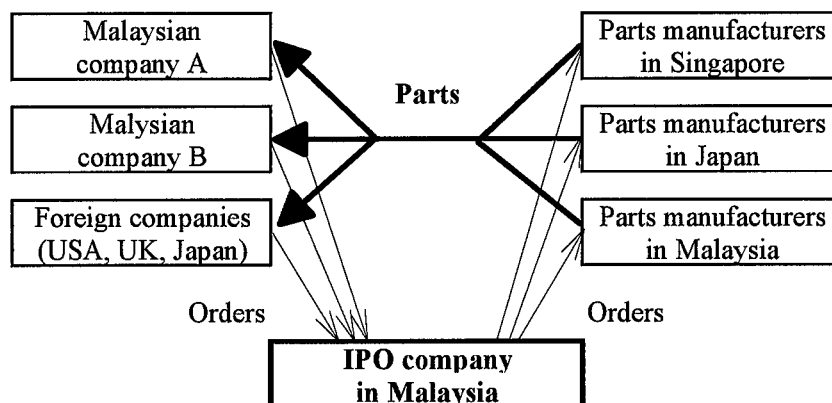 Malaysian
company A
Malysian
company B
Foreign companies
(USA, UK, Japan)
Parts
Parts manufacturers
in Singapore
Parts manufacturers
in Japan
Parts manufacturers
in Malaysia
Orders
Orders
IPO company
in Malaysia